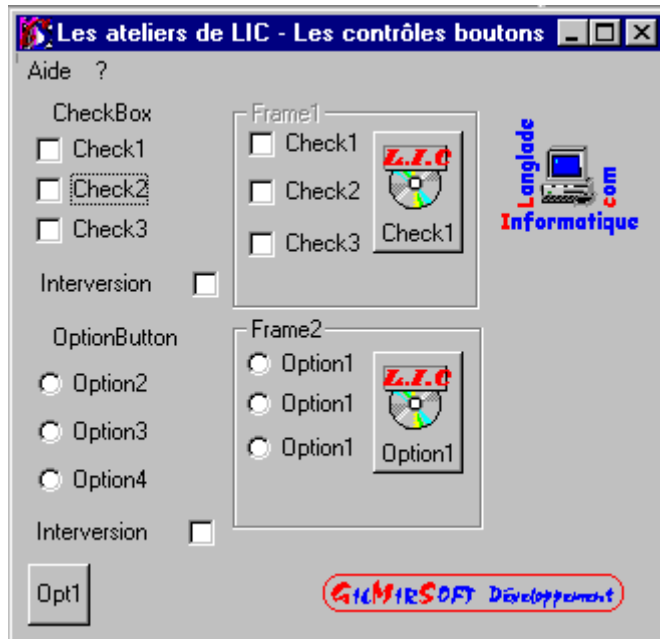 Les ateliers de LIC - Les contrôles boutons
Aide ?
CheckBox
Check1
Check2
Check3
Interversion
Frame1
Check1
Check2
Check3
L.I.C
Check1
Langlade
Informatique
com
OptionButton
Option2
Option3
Option4
Interversion
Frame2
Option1
Option1
Option1
L.I.C
Option1
Opt1
GilMirSoft Développement